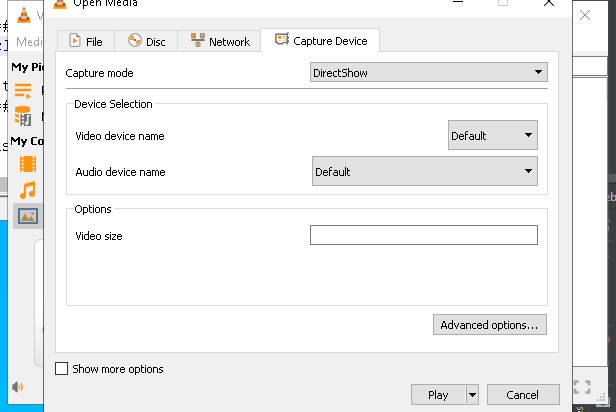 Open Media
Medi
File
Disc
Network
Capture Device
My Pi
My Co
Capture mode
DirectShow
Device Selection
Video device name
Default
Audio device name
Default
Options
Video size
Advanced options...
Show more options
Play
Cancel